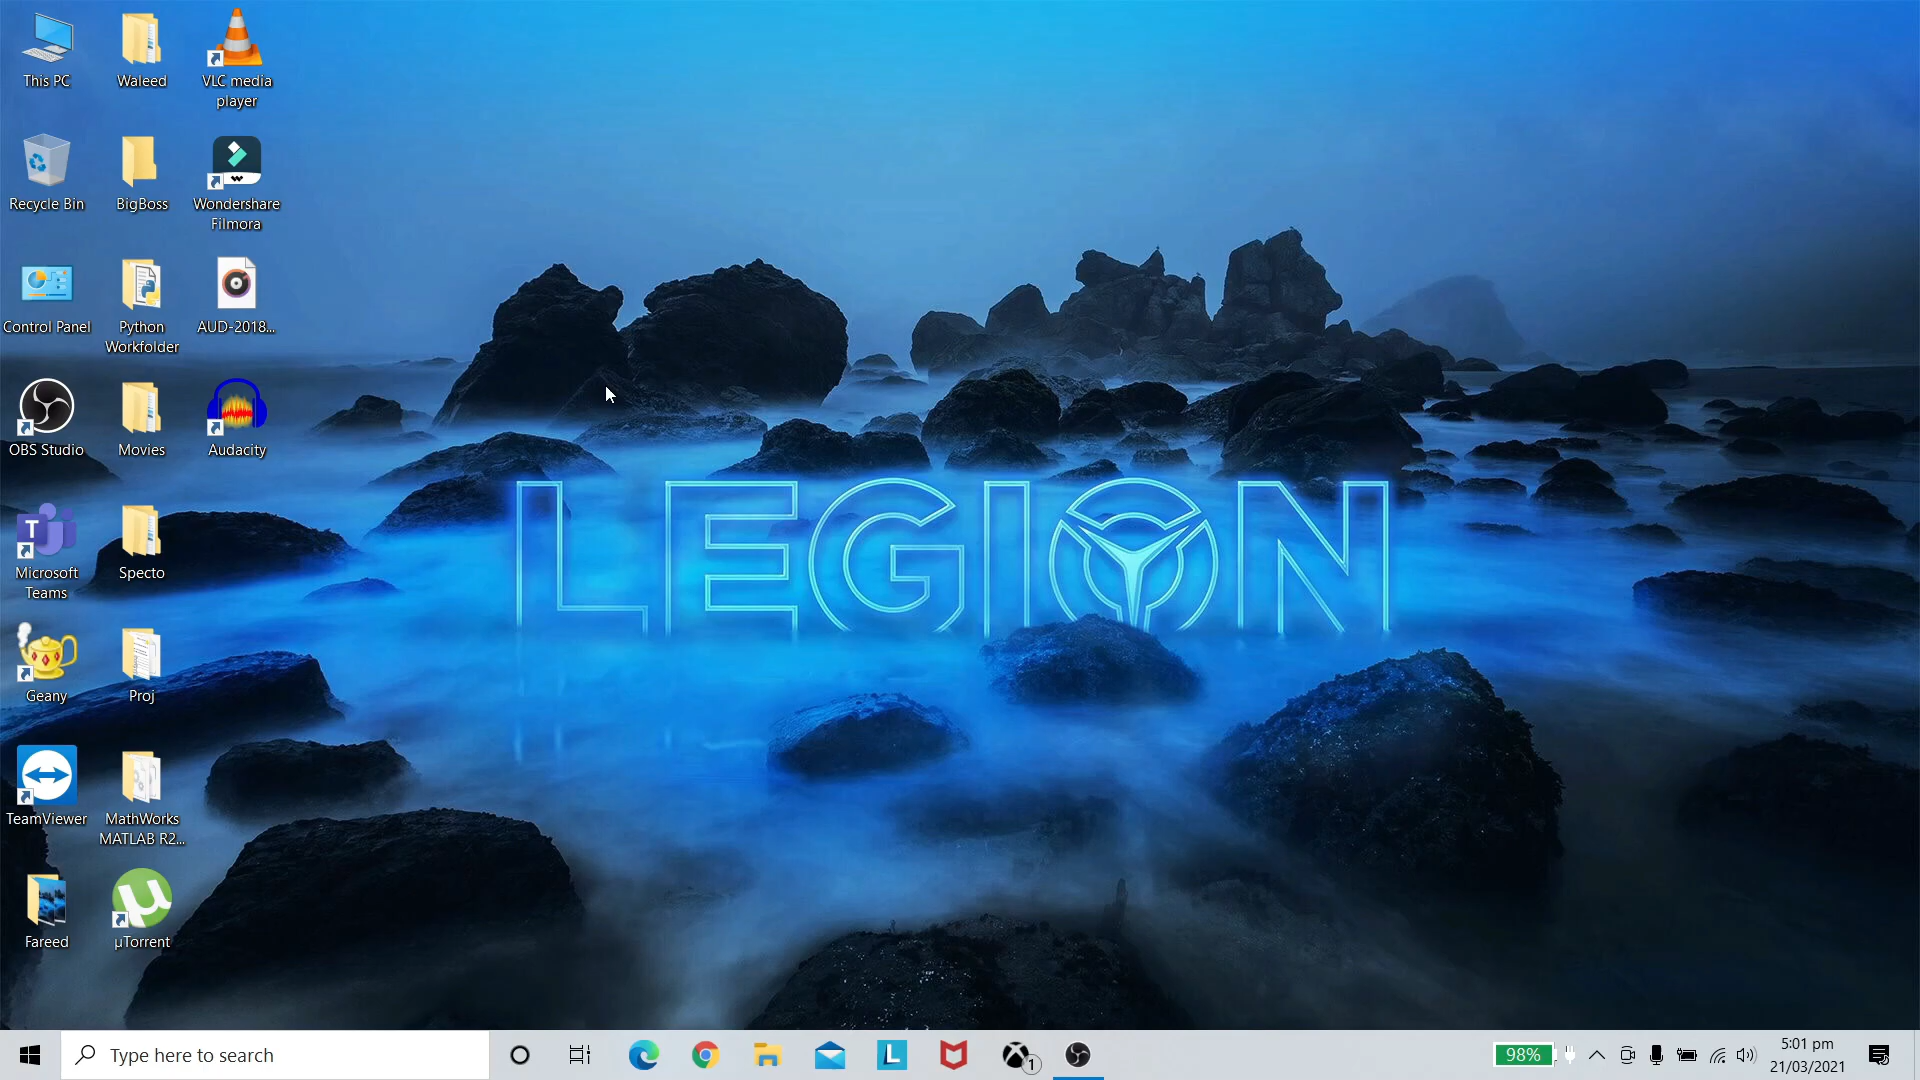 This PC
Waleed
VLC media
player
Recycle Bin
BigBoss
Wondershare
Filmora
Control Panel
Python
Workfolder
AUD-2018...
OBS Studio
Movies
Audacity
Microsoft
Teams
Specto
Geany
Proj
TeamViewer
MathWorks
MATLAB R2...
Fareed
µTorrent
LEGION
Type here to search
1
98%
5:01 pm
21/03/2021